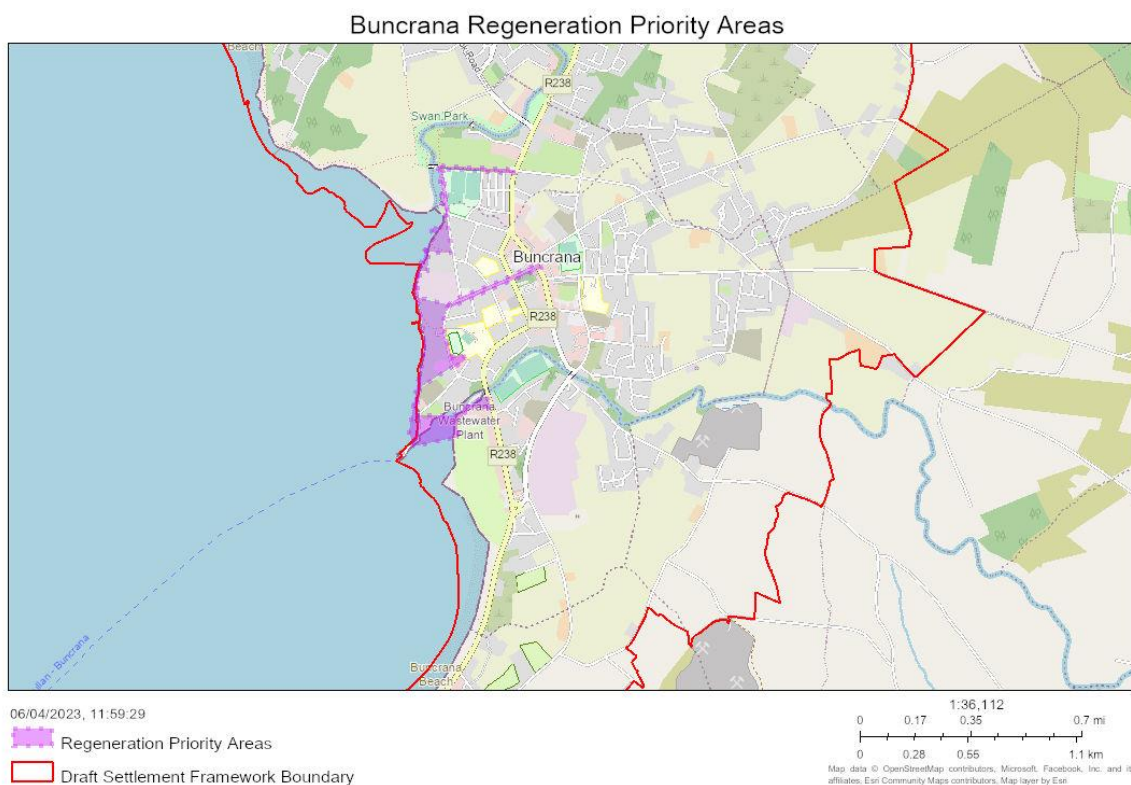 Buncrana Regeneration Priority Areas
Beach
R238
Swan Park
Buncrana
R238
Buncrana
Wastewater
Plant
R238
Buncrana
Beach
- Buncrana
06/04/2023, 11:59:29
Regeneration Priority Areas
Draft Settlement Framework Boundary
1:36,112
0 0.17 0.35 0.7 mi
0 0.28 0.55 1.1 km
Map data © OpenStreetMap contributors, Microsoft, Facebook, Inc. and it
affiliates, Esri Community Maps contributors, Map layer by Esri